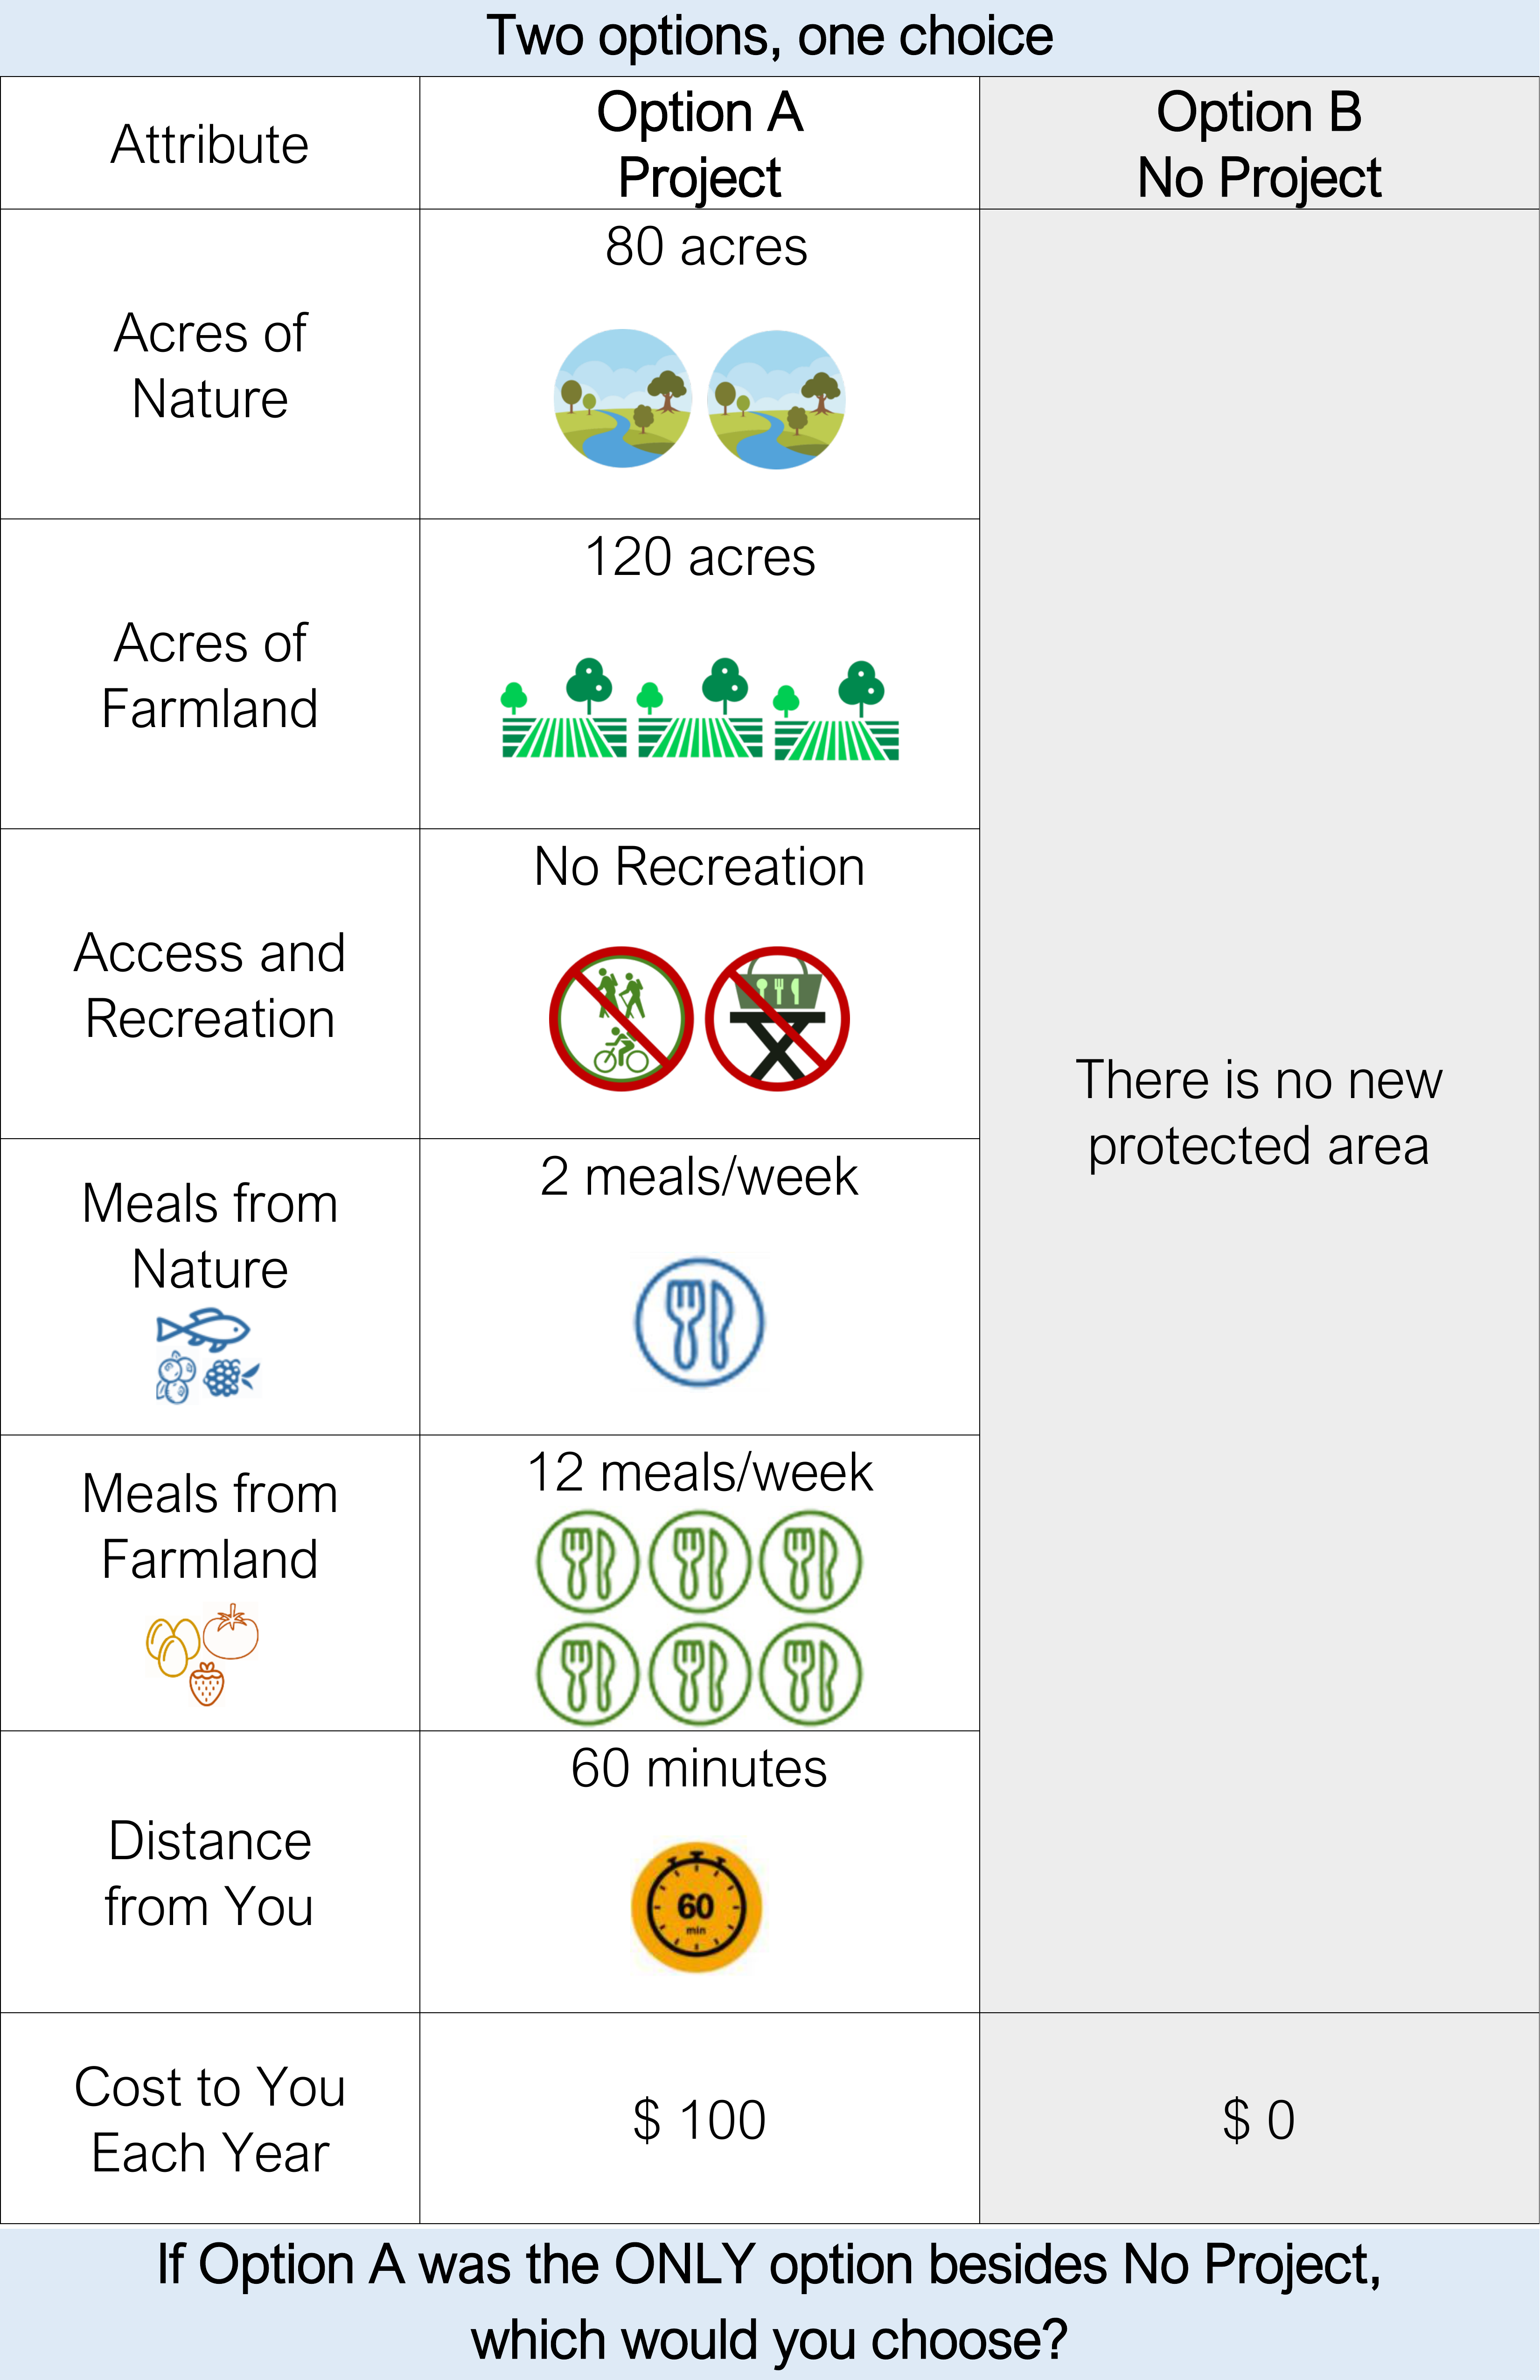 Two options, one choice
Attribute
Option A
Project
Option B
No Project
Acres of
Nature
80 acres
Acres of
Farmland
120 acres
Access and
Recreation
No Recreation
There is no new
protected area
Meals from
Nature
2 meals/week
Meals from
Farmland
12 meals/week
Distance
from You
60 minutes
60
min
Cost to You
Each Year
$ 100
$ 0
If Option A was the ONLY option besides No Project,
which would you choose?